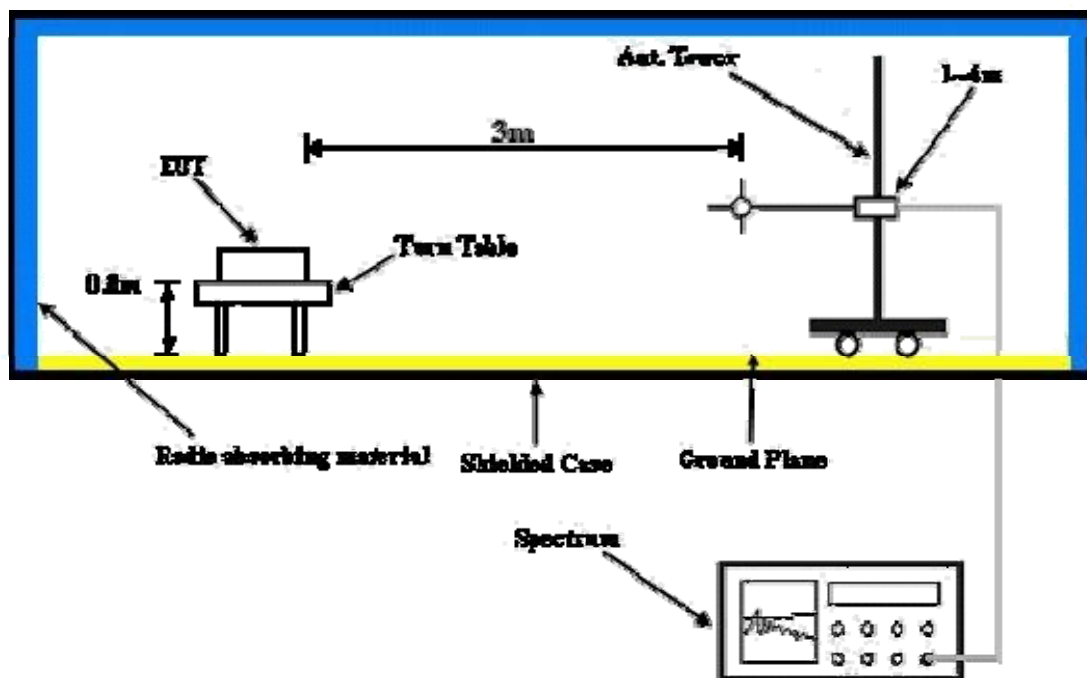 Ant. Tower
1-4m
3m
EUT
Turn Table
0.8m
Radio absorbing material
Shielded Case
Ground Plane
Spectrum